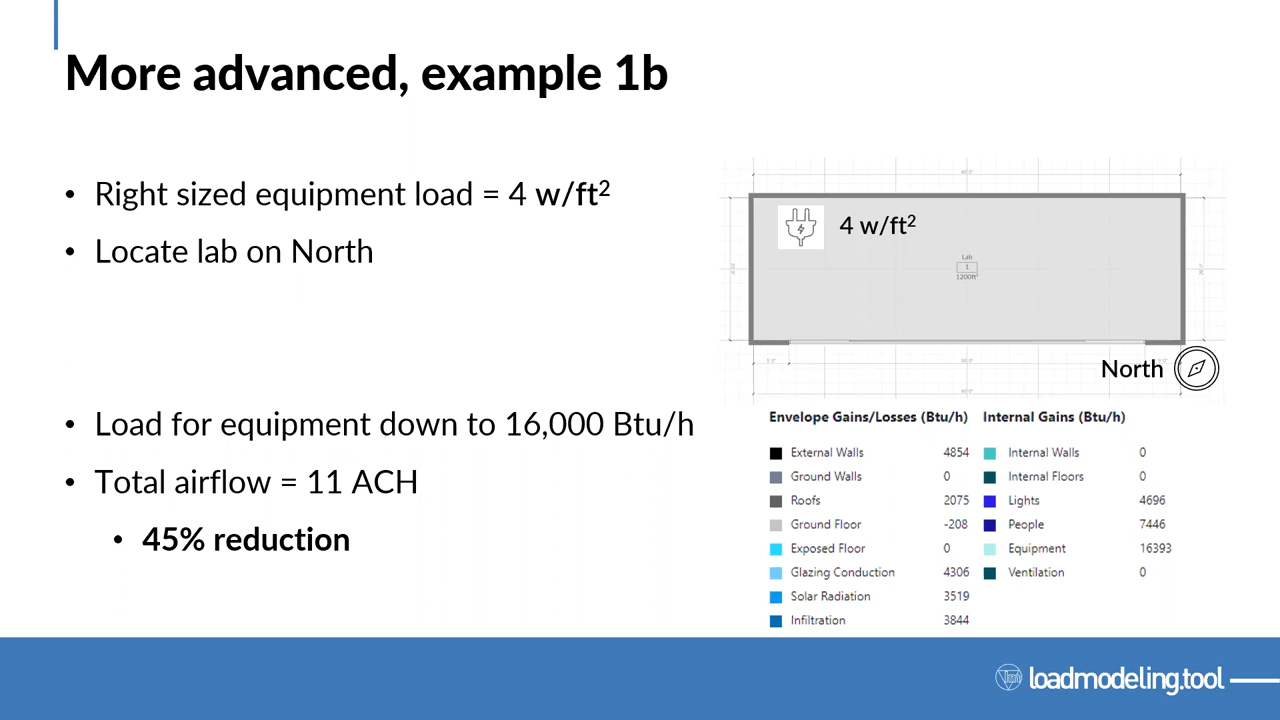 More advanced, example 1b
• Right sized equipment load = 4 w/ft²
• Locate lab on North
• Load for equipment down to 16,000 Btu/h
• Total airflow = 11 ACH
• 45% reduction
4 w/ft²
Lab
1
1200ft²
North
Envelope Gains/Losses (Btu/h) Internal Gains (Btu/h)
External Walls 4854 Internal Walls 0
Ground Walls 0 Internal Floors 0
Roofs 2075 Lights 4696
Ground Floor -208 People 7446
Exposed Floor 0 Equipment 16393
Glazing Conduction 4306 Ventilation 0
Solar Radiation 3519
Infiltration 3844
loadmodeling.tool